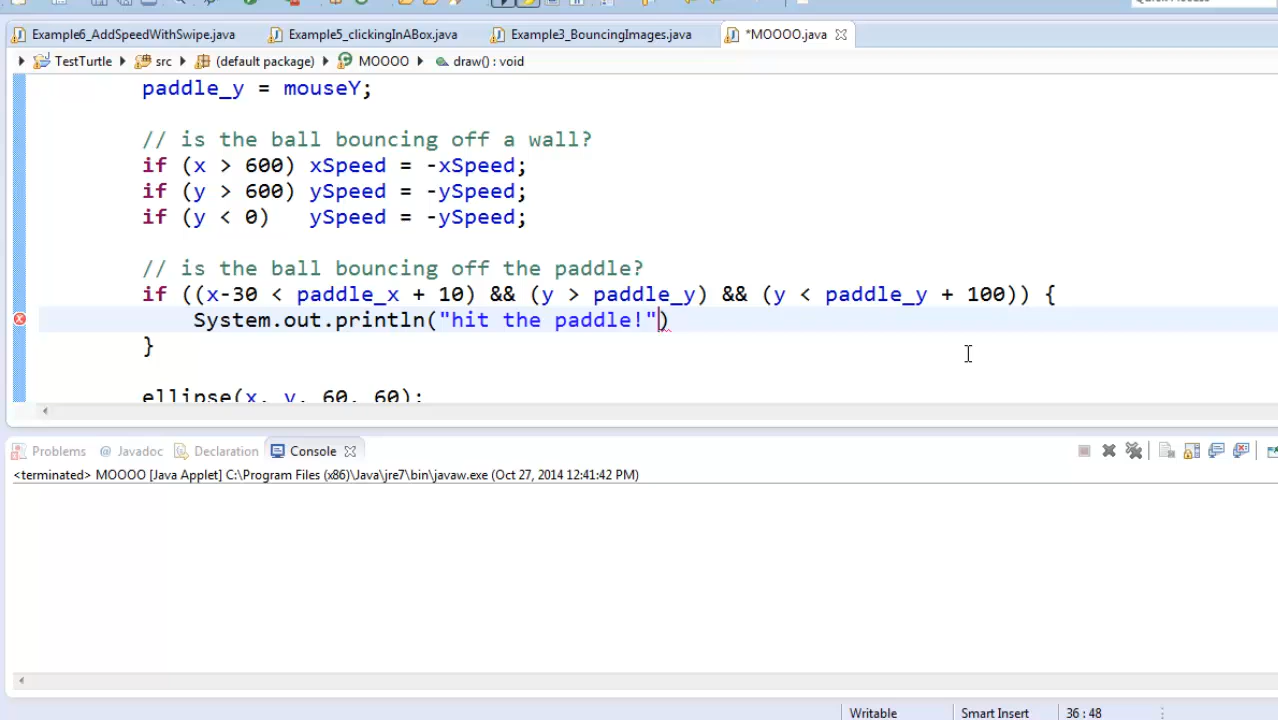 Example6_AddSpeedWithSwipe.java Example5_clickingInABox.java Example3_BouncingImages.java *MOOOO.java
TestTurtle src (default package) MOOOO draw() : void
paddle_y = mouseY;
// is the ball bouncing off a wall?
if (x > 600) xSpeed = -xSpeed;
if (y > 600) ySpeed = -ySpeed;
if (y < 0) ySpeed = -ySpeed;
// is the ball bouncing off the paddle?
if ((x-30 < paddle_x + 10) && (y > paddle_y) && (y < paddle_y + 100)) {
System.out.println("hit the paddle!")
}
ellipse(x, y, 60, 60);
Problems @ Javadoc Declaration Console
<terminated> MOOOO [Java Applet] C:\Program Files (x86)\Java\jre7\bin\javaw.exe (Oct 27, 2014 12:41:42 PM)
Writable Smart Insert 36 : 48